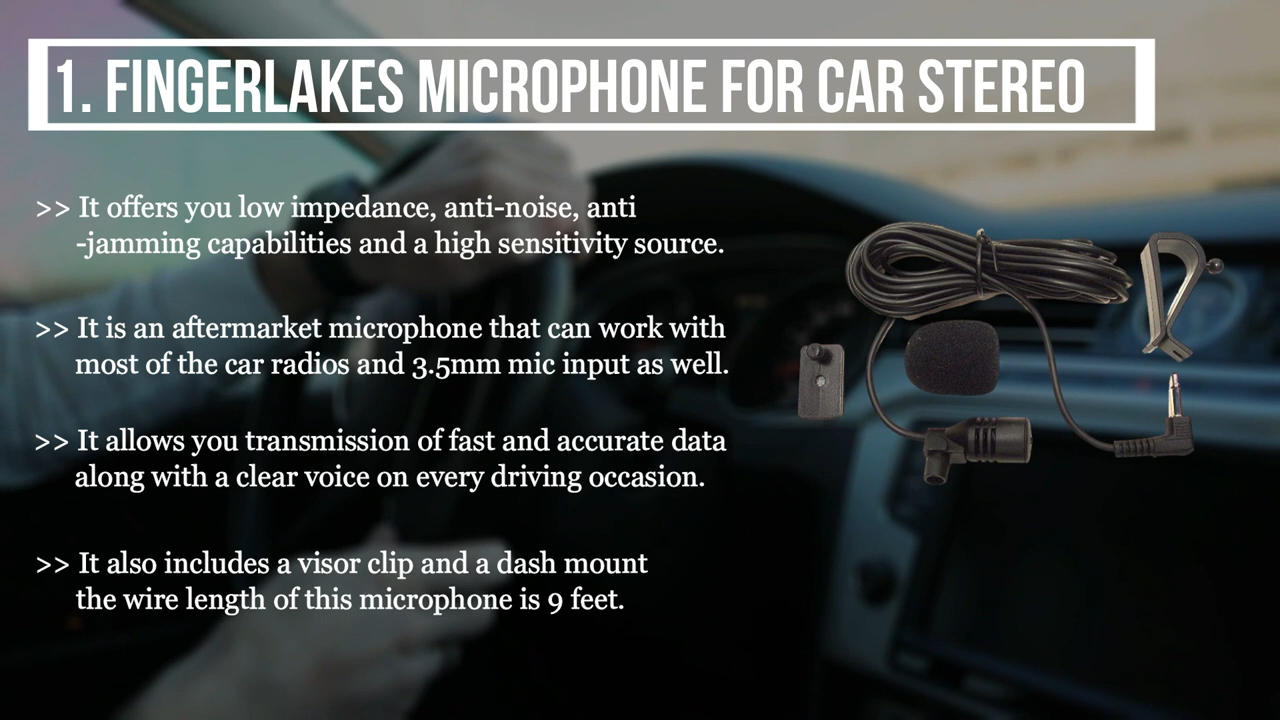 1. FINGERLAKES MICROPHONE FOR CAR STEREO
>> It offers you low impedance, anti-noise, anti
-jamming capabilities and a high sensitivity source.
>> It is an aftermarket microphone that can work with
most of the car radios and 3.5mm mic input as well.
>> It allows you transmission of fast and accurate data
along with a clear voice on every driving occasion.
>> It also includes a visor clip and a dash mount
the wire length of this microphone is 9 feet.